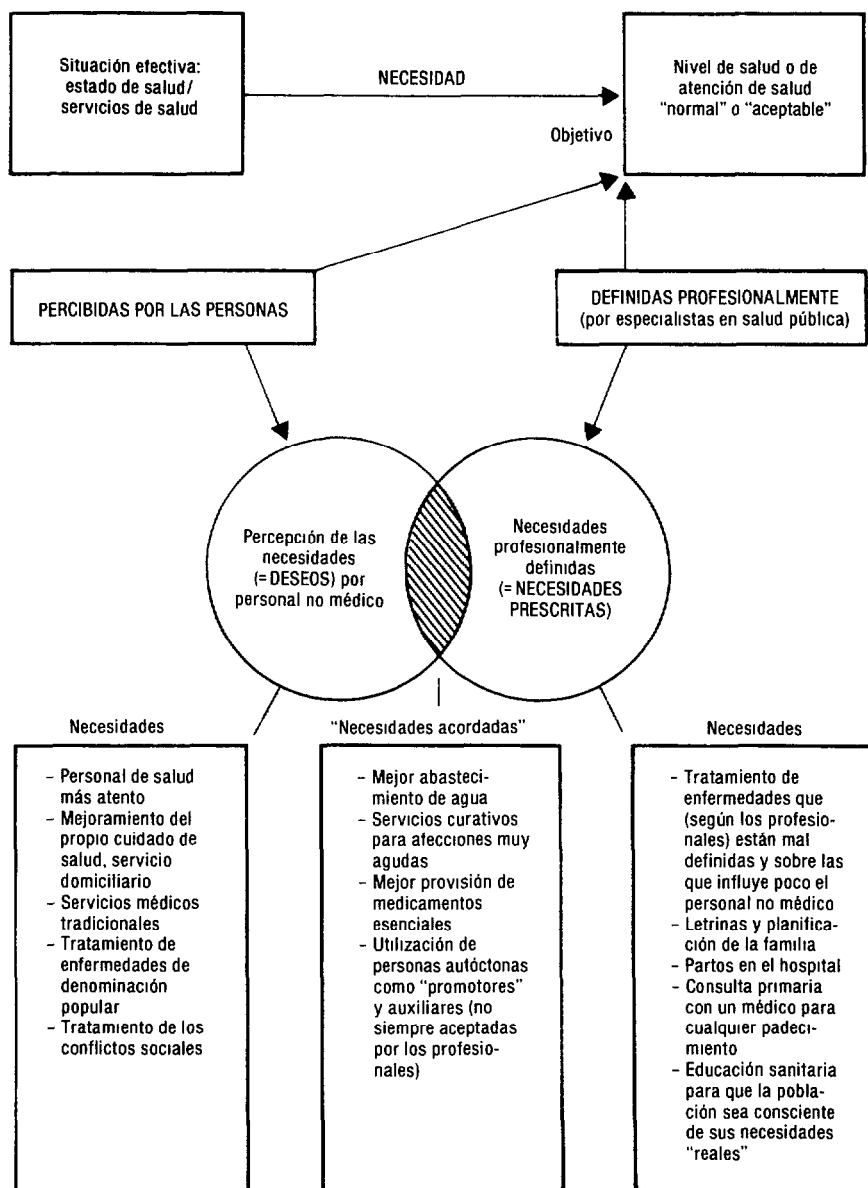 Situación efectiva:
estado de salud/
servicios de salud
NECESIDAD
Objetivo
Nivel de salud o de
atención de salud
"normal" o "aceptable"
PERCIBIDAS POR LAS PERSONAS
DEFINIDAS PROFESIONALMENTE
(por especialistas en salud pública)
Percepción de las
necesidades
(= DESEOS) por
personal no médico
Necesidades
profesionalmente
definidas
(= NECESIDADES
PRESCRITAS)
Necesidades
- Personal de salud
más atento
- Mejoramiento del
propio cuidado de
salud, servicio
domiciliario
- Servicios médicos
tradicionales
- Tratamiento de
enfermedades de
denominación
popular
- Tratamiento de los
conflictos sociales
"Necesidades acordadas"
- Mejor abasteci-
miento de agua
- Servicios curativos
para afecciones muy
agudas
- Mejor provisión de
medicamentos
esenciales
- Utilización de
personas autóctonas
como "promotores"
y auxiliares (no
siempre aceptadas
por los profesio-
nales)
Necesidades
- Tratamiento de
enfermedades que
(según los profesio-
nales) están mal
definidas y sobre las
que influye poco el
personal no médico
- Letrinas y planifica-
ción de la familia
- Partos en el hospital
- Consulta primaria
con un médico para
cualquier padeci-
miento
- Educación sanitaria
para que la pobla-
ción sea consciente
de sus necesidades
"reales"